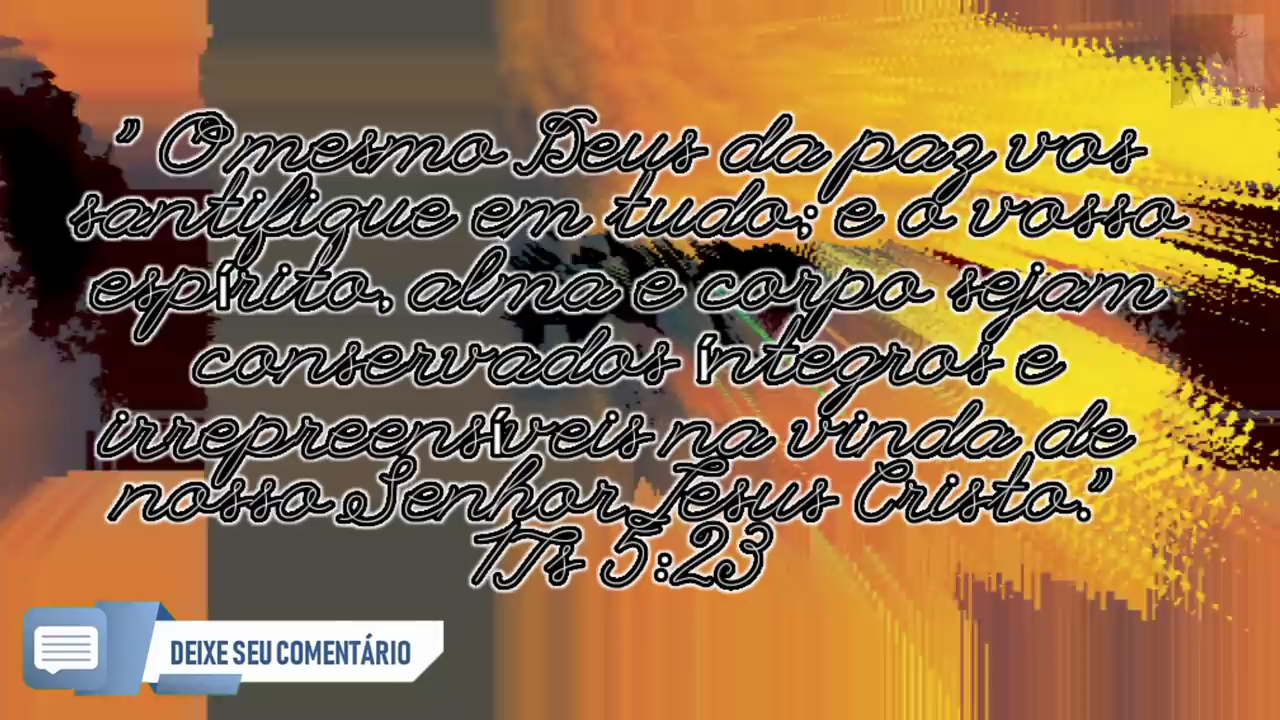 " O mesmo Deus da paz vos
santifique em tudo; e o vosso
espírito, alma e corpo sejam
conservados íntegros e
irrepreensíveis na vinda de
nosso Senhor Jesus Cristo."
1Ts 5:23
DEIXE SEU COMENTÁRIO